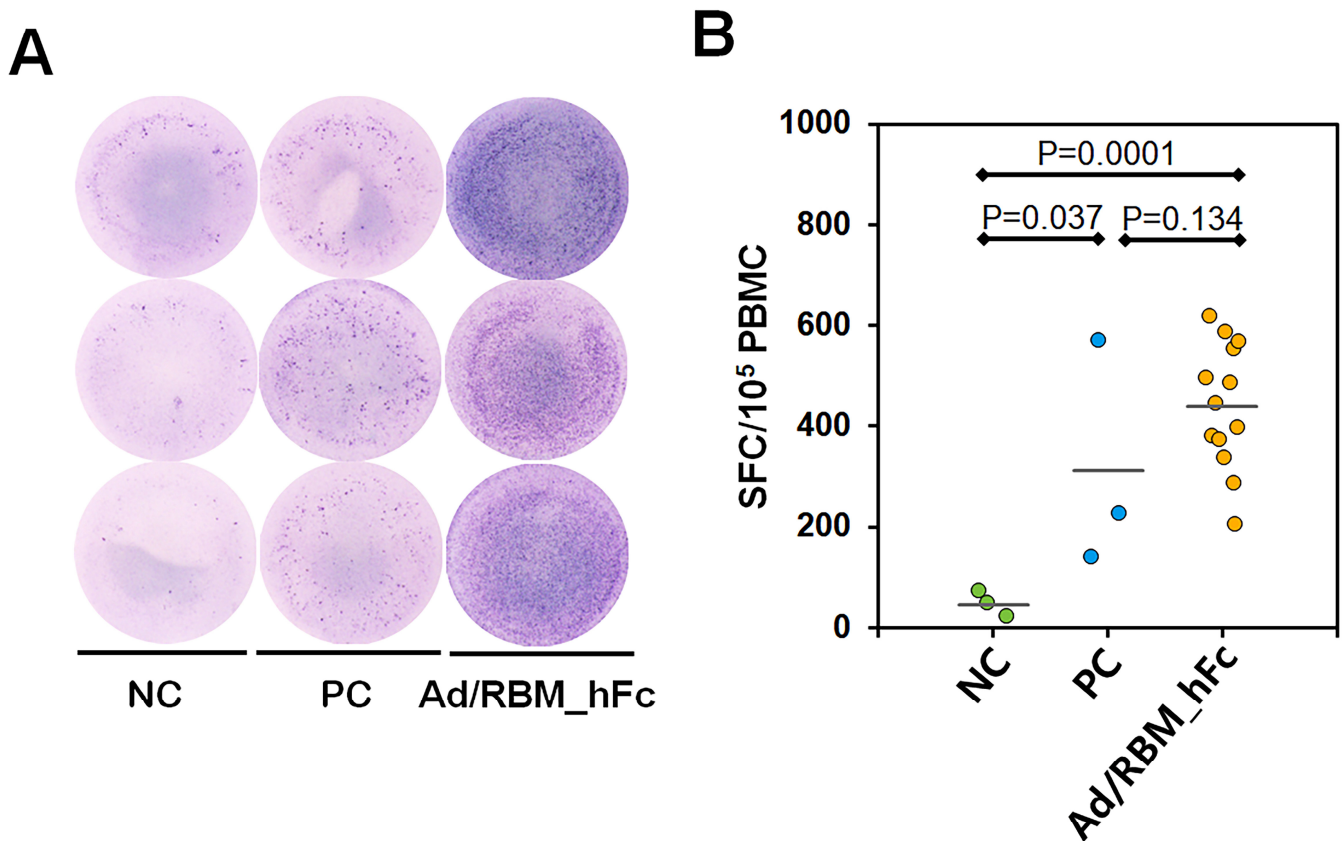 A
NC
PC
Ad/RBM_hFc
B
SFC/10⁵ PBMC
1000
800
600
400
200
0
P=0.0001
P=0.037
P=0.134
NC
PC
Ad/RBM_hFc